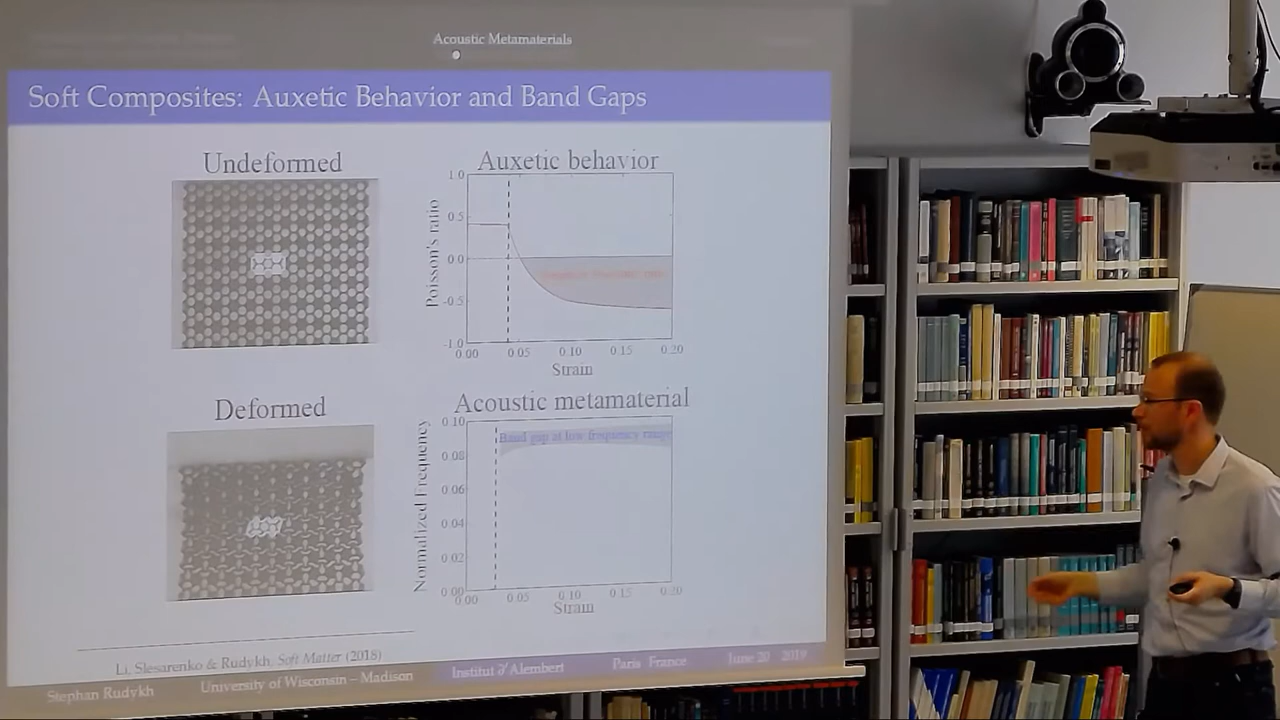 Acoustic Metamaterials
Soft Composites: Auxetic Behavior and Band Gaps
Undeformed
Auxetic behavior
Poisson's ratio
1.0
0.5
0.0
-0.5
-1.0
0.00 0.05 0.10 0.15 0.20
Strain
Deformed
Acoustic metamaterial
Normalized Frequency
0.10
Band gap at low frequency range
0.08
0.06
0.04
0.02
0.00
0.00 0.05 0.10 0.15 0.20
Strain
Li, Slesarenko & Rudykh, Soft Matter (2018)
Stephan Rudykh University of Wisconsin – Madison Institut ∂'Alembert Paris France June 20 2019